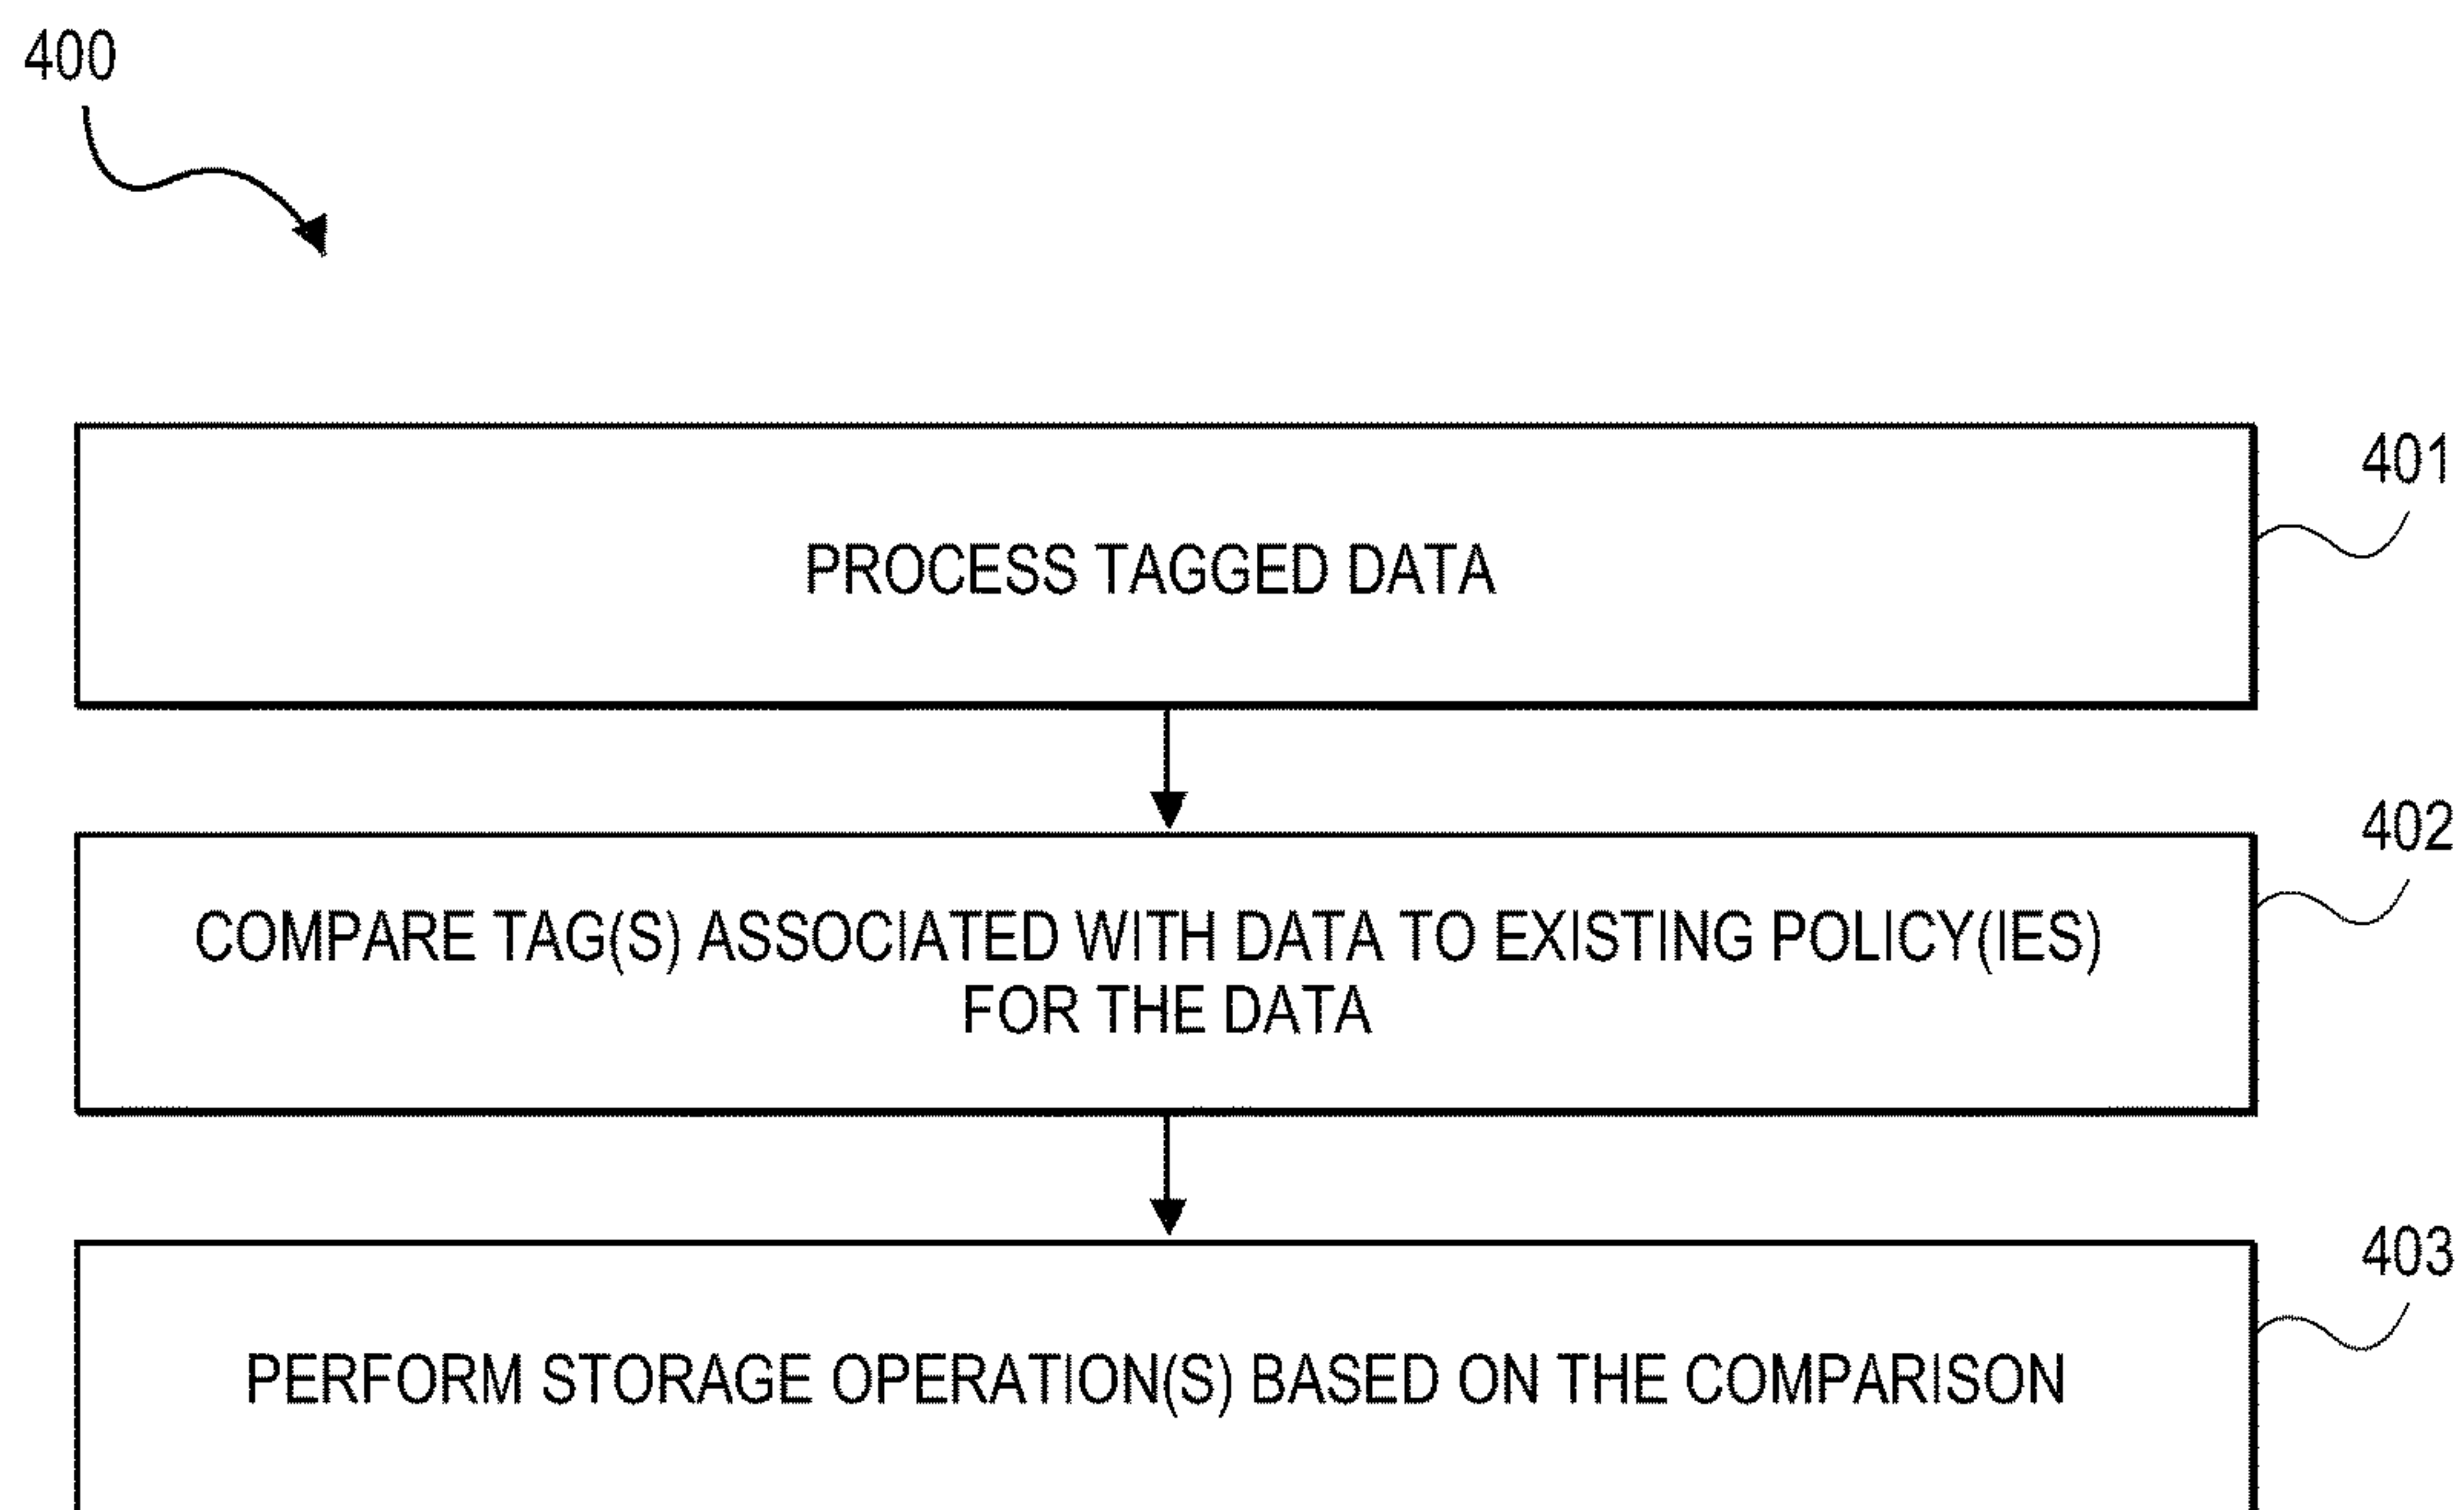 400
401
PROCESS TAGGED DATA
402
COMPARE TAG(S) ASSOCIATED WITH DATA TO EXISTING POLICY(IES)
FOR THE DATA
403
PERFORM STORAGE OPERATION(S) BASED ON THE COMPARISON